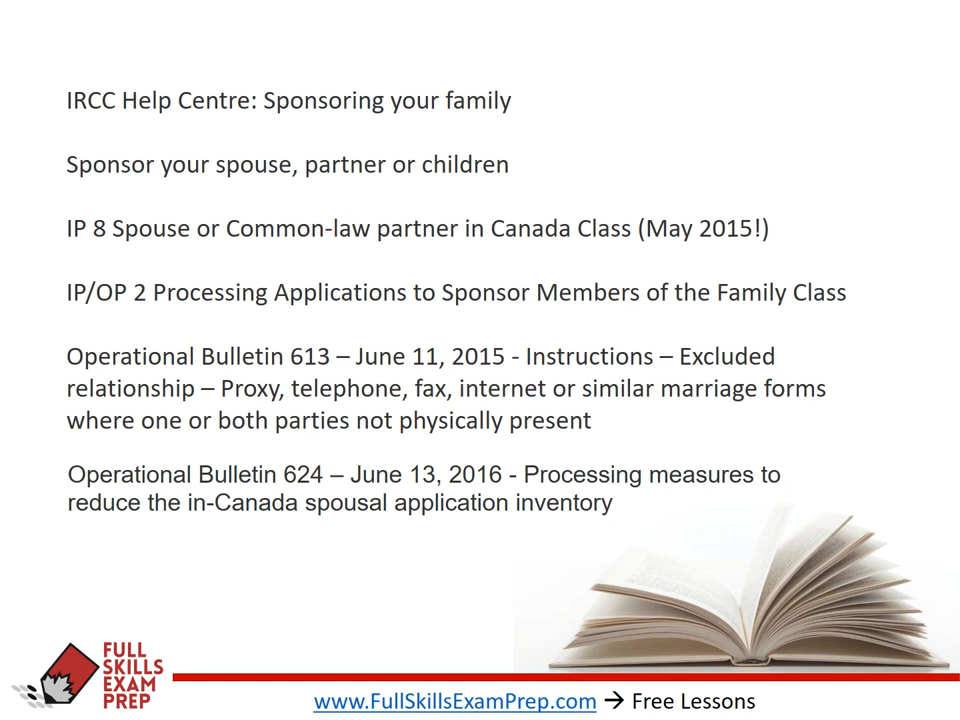 IRCC Help Centre: Sponsoring your family
Sponsor your spouse, partner or children
IP 8 Spouse or Common-law partner in Canada Class (May 2015!)
IP/OP 2 Processing Applications to Sponsor Members of the Family Class
Operational Bulletin 613 – June 11, 2015 - Instructions – Excluded
relationship – Proxy, telephone, fax, internet or similar marriage forms
where one or both parties not physically present
Operational Bulletin 624 – June 13, 2016 - Processing measures to
reduce the in-Canada spousal application inventory
FULL
SKILLS
EXAM
PREP
www.FullSkillsExamPrep.com → Free Lessons